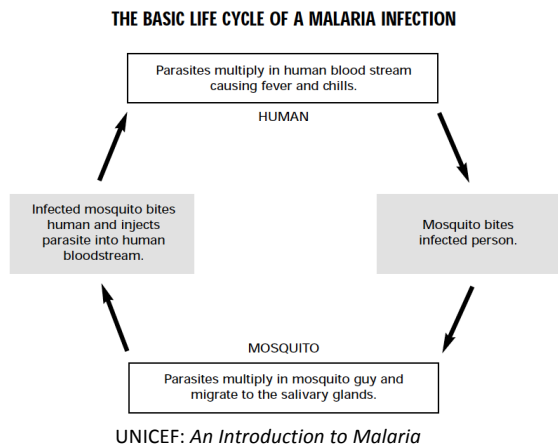 THE BASIC LIFE CYCLE OF A MALARIA INFECTION
Parasites multiply in human blood stream
causing fever and chills.
HUMAN
Infected mosquito bites
human and injects
parasite into human
bloodstream.
Mosquito bites
infected person.
MOSQUITO
Parasites multiply in mosquito guy and
migrate to the salivary glands.
UNICEF: An Introduction to Malaria